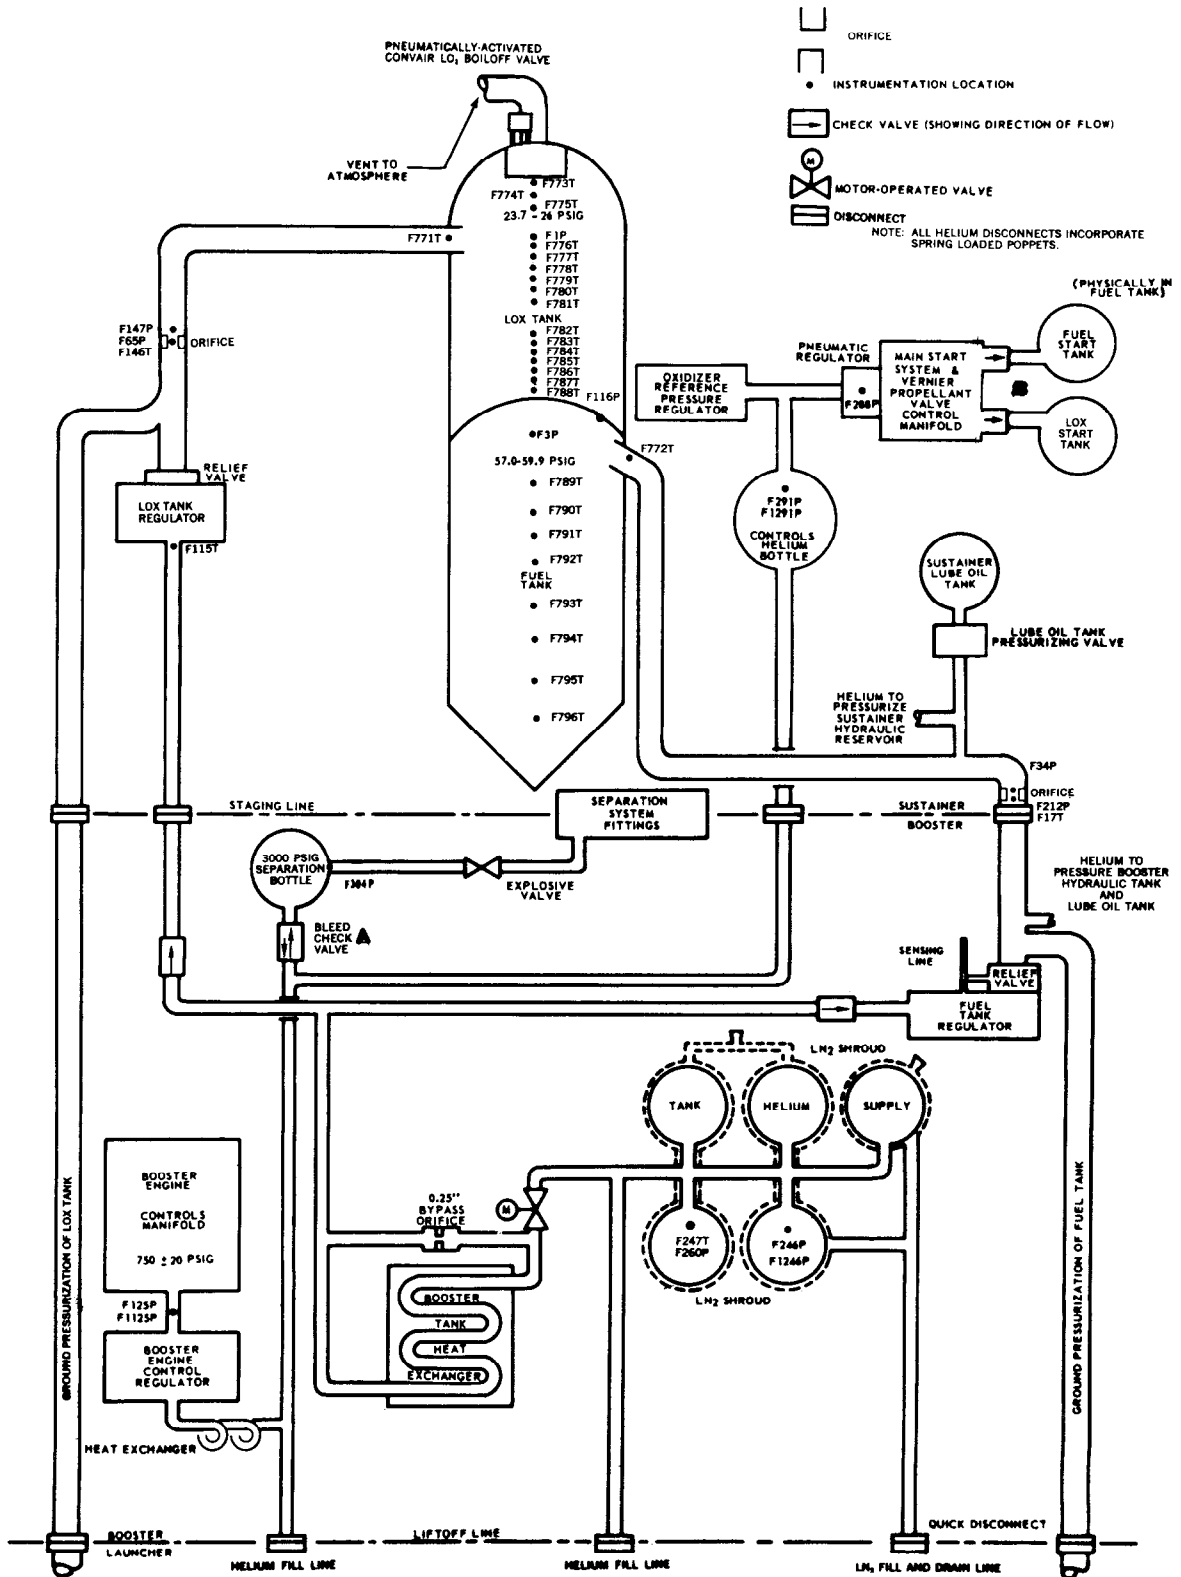 ORIFICE
INSTRUMENTATION LOCATION
CHECK VALVE (SHOWING DIRECTION OF FLOW)
M
MOTOR-OPERATED VALVE
DISCONNECT
NOTE: ALL HELIUM DISCONNECTS INCORPORATE
SPRING LOADED POPPETS.
PNEUMATICALLY-ACTIVATED
CONVAIR LO₂ BOILOFF VALVE
VENT TO
ATMOSPHERE
F773T
F774T
F775T
23.7 - 26 PSIG
F771T
F1P
F776T
F777T
F778T
F779T
F780T
F781T
LOX TANK
F782T
F783T
F784T
F785T
F786T
F787T
F788T
F116P
F3P
F772T
57.0-59.9 PSIG
F789T
F790T
F791T
F792T
FUEL
TANK
F793T
F794T
F795T
F796T
F147P
F65P
F146T
ORIFICE
RELIEF
VALVE
LOX TANK
REGULATOR
F115T
(PHYSICALLY IN
FUEL TANK)
FUEL
START
TANK
PNEUMATIC
REGULATOR
MAIN START
SYSTEM &
VERNIER
PROPELLANT
VALVE
CONTROL
MANIFOLD
B
LOX
START
TANK
OXIDIZER
REFERENCE
PRESSURE
REGULATOR
F288P
F291P
F1291P
CONTROLS
HELIUM
BOTTLE
SUSTAINER
LUBE OIL
TANK
LUBE OIL TANK
PRESSURIZING VALVE
HELIUM TO
PRESSURIZE
SUSTAINER
HYDRAULIC
RESERVOIR
F34P
ORIFICE
F212P
F17T
STAGING LINE
SUSTAINER
BOOSTER
SEPARATION
SYSTEM
FITTINGS
3000 PSIG
SEPARATION
BOTTLE
F304P
EXPLOSIVE
VALVE
BLEED
CHECK
VALVE
A
HELIUM TO
PRESSURE BOOSTER
HYDRAULIC TANK
AND
LUBE OIL TANK
SENSING
LINE
RELIEF
VALVE
FUEL
TANK
REGULATOR
LN₂ SHROUD
TANK
HELIUM
SUPPLY
F247T
F260P
F246P
F1246P
LN₂ SHROUD
GROUND PRESSURIZATION OF LOX TANK
BOOSTER
ENGINE
CONTROLS
MANIFOLD
750 ± 20 PSIG
F125P
F1125P
BOOSTER
ENGINE
CONTROL
REGULATOR
HEAT EXCHANGER
0.25"
BYPASS
ORIFICE
M
BOOSTER
TANK
HEAT
EXCHANGER
GROUND PRESSURIZATION OF FUEL TANK
BOOSTER
LAUNCHER
LIFTOFF LINE
QUICK DISCONNECT
HELIUM FILL LINE
HELIUM FILL LINE
LN₂ FILL AND DRAIN LINE